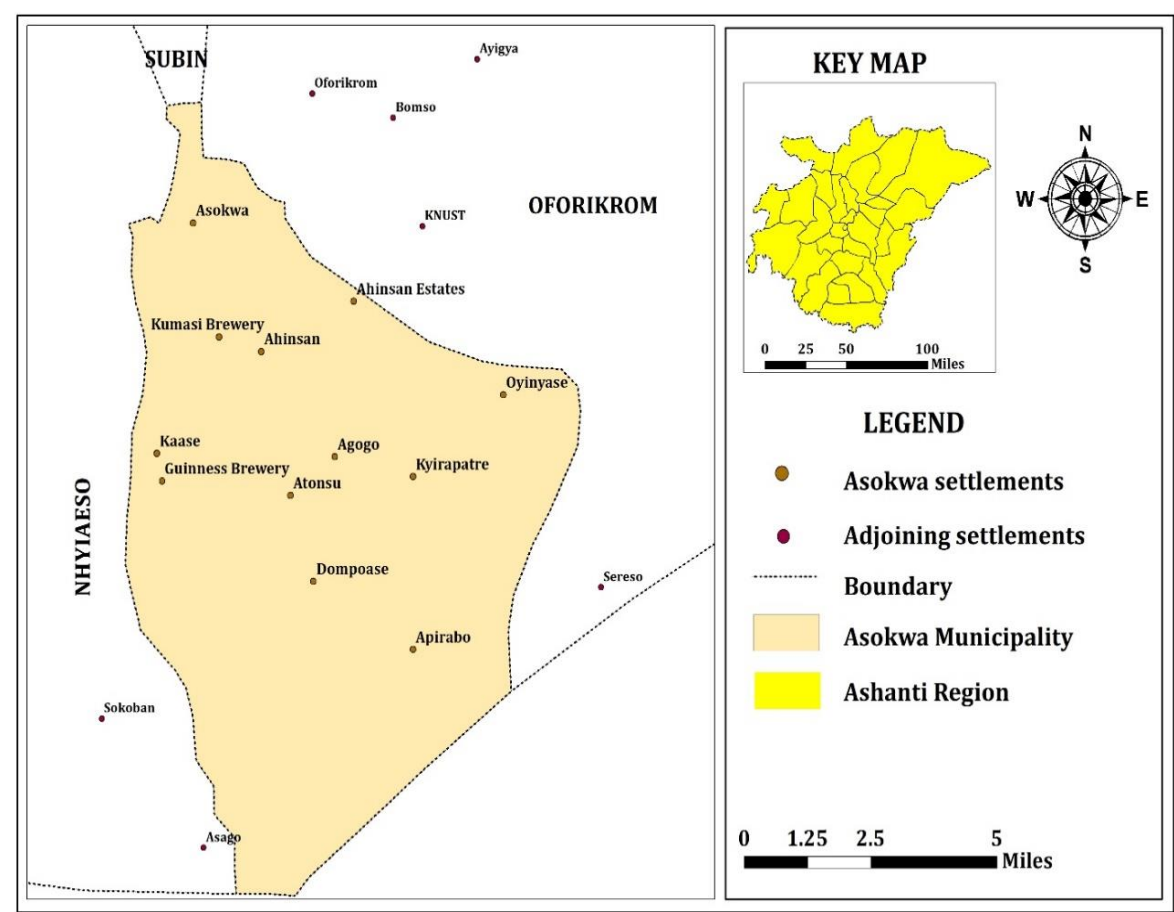 SUBIN
Ayigya
Oforikrom
Bomso
Asokwa
OFORIKROM
KNUST
Ahinsan Estates
Kumasi Brewery
Ahinsan
Oyinyase
Kaase
Agogo
Guinness Brewery
Kyirapatre
Atonsu
NHYIAESO
Dompoase
Sereso
Apirabo
Sokoban
Asago
KEY MAP
N
W E
S
0 25 50 100
Miles
LEGEND
Asokwa settlements
Adjoining settlements
Boundary
Asokwa Municipality
Ashanti Region
0 1.25 2.5 5
Miles